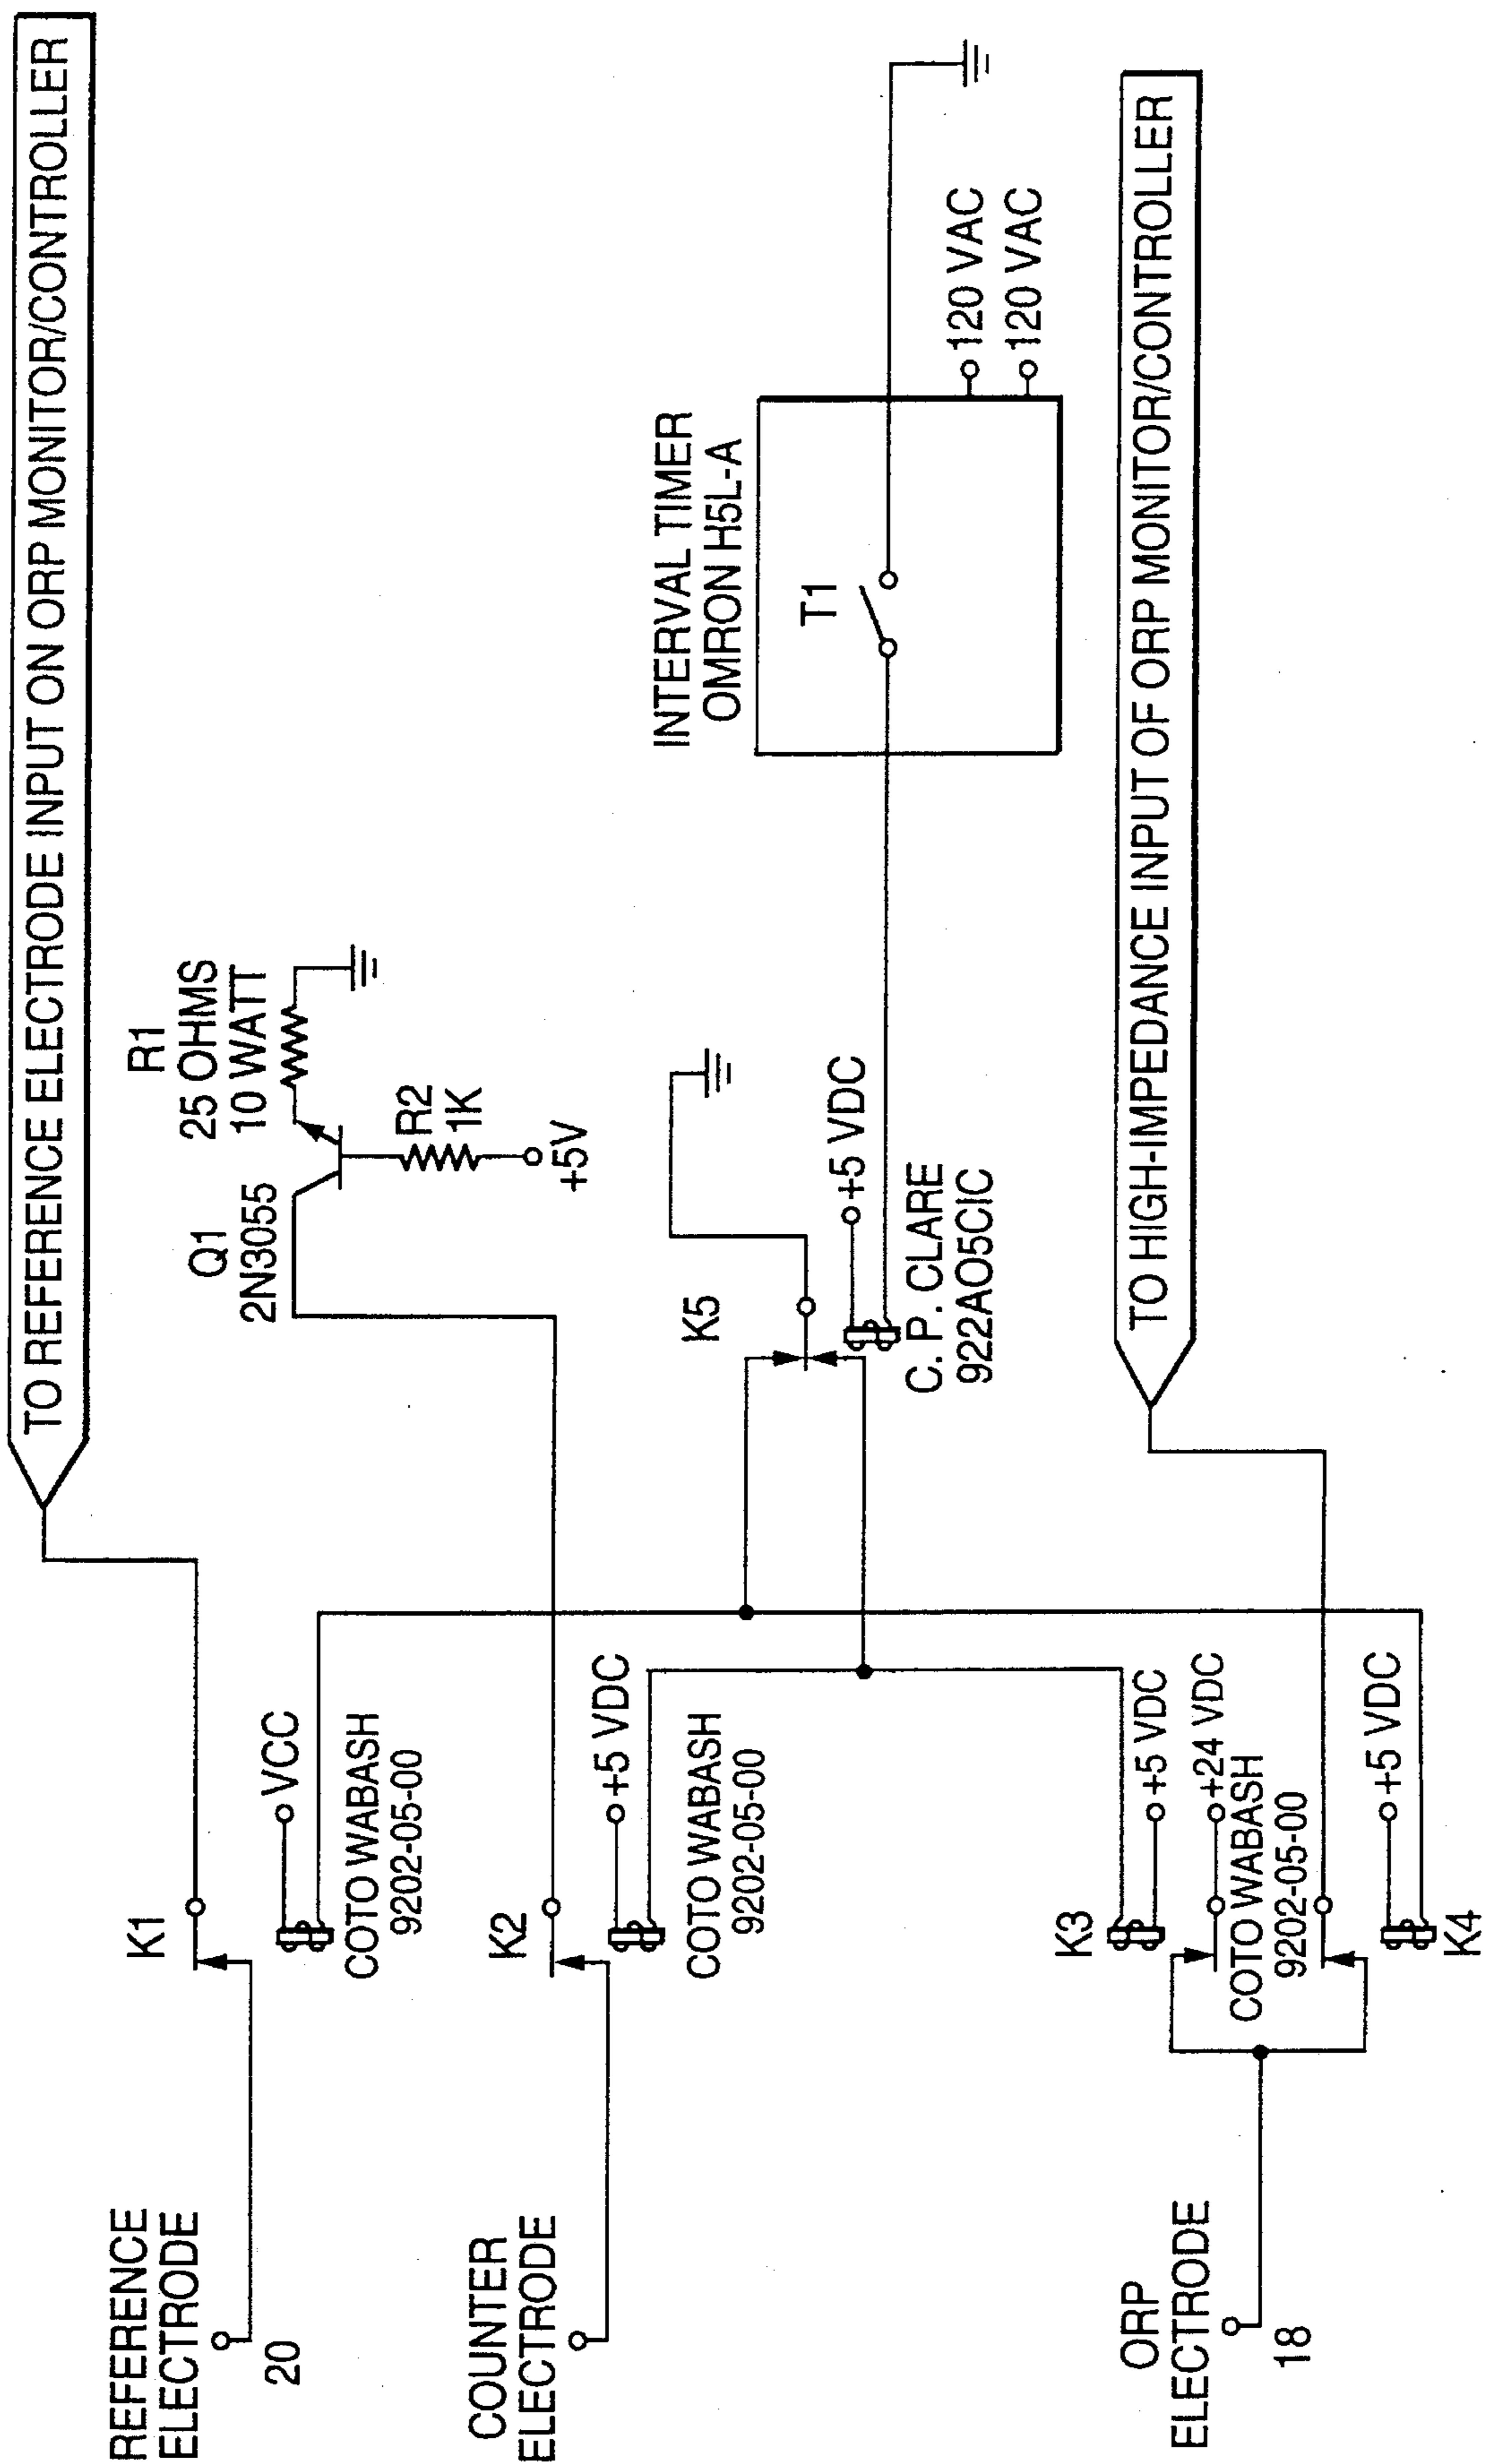 TO REFERENCE ELECTRODE INPUT ON ORP MONITOR/CONTROLLER
R1
25 OHMS
10 WATT
Q1
2N3055
R2
1K
+5V
K1
VCC
COTO WABASH
9202-05-00
REFERENCE
ELECTRODE
20
K2
+5 VDC
COTO WABASH
9202-05-00
COUNTER
ELECTRODE
K5
+5 VDC
C. P. CLARE
922AO5CIC
INTERVAL TIMER
OMRON H5L-A
T1
120 VAC
120 VAC
K3
+5 VDC
+24 VDC
COTO WABASH
9202-05-00
+5 VDC
K4
ORP
ELECTRODE
18
TO HIGH-IMPEDANCE INPUT OF ORP MONITOR/CONTROLLER